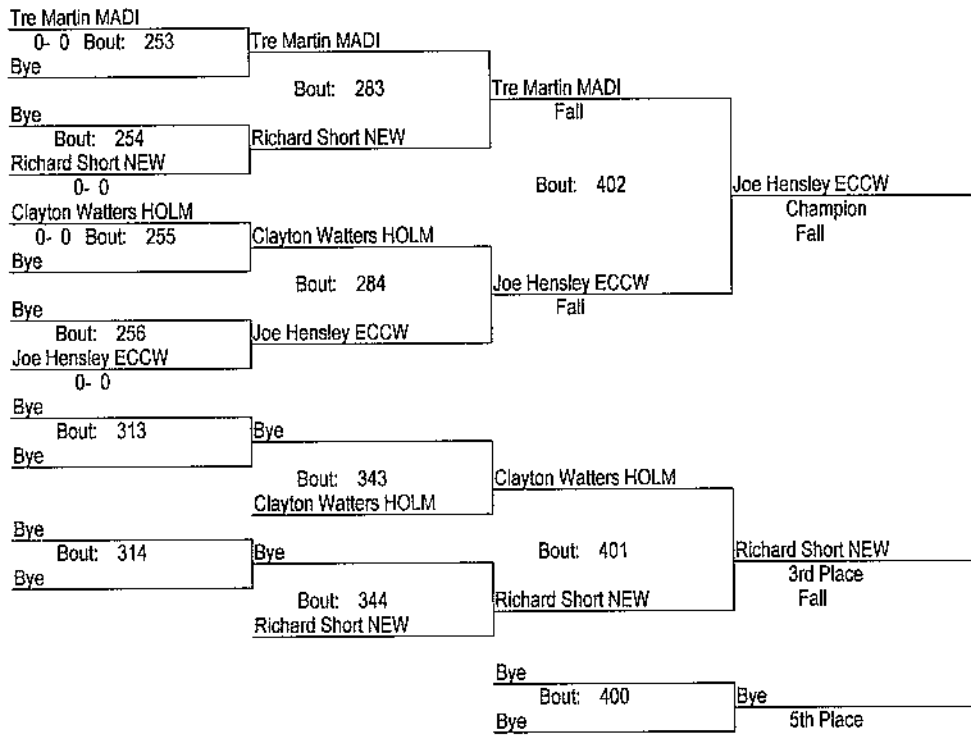 Tre Martin MADI
0- 0 Bout: 253
Bye
Tre Martin MADI
Bout: 283
Bye
Bout: 254
Richard Short NEW
0- 0
Richard Short NEW
Tre Martin MADI
Fall
Bout: 402
Clayton Watters HOLM
0- 0 Bout: 255
Bye
Clayton Watters HOLM
Bout: 284
Bye
Bout: 256
Joe Hensley ECCW
0- 0
Joe Hensley ECCW
Joe Hensley ECCW
Fall
Joe Hensley ECCW
Champion
Fall
Bye
Bout: 313
Bye
Bye
Bout: 343
Clayton Watters HOLM
Clayton Watters HOLM
Bye
Bout: 314
Bye
Bye
Bout: 344
Richard Short NEW
Bout: 401
Richard Short NEW
Richard Short NEW
3rd Place
Fall
Bye
Bout: 400
Bye
Bye
5th Place